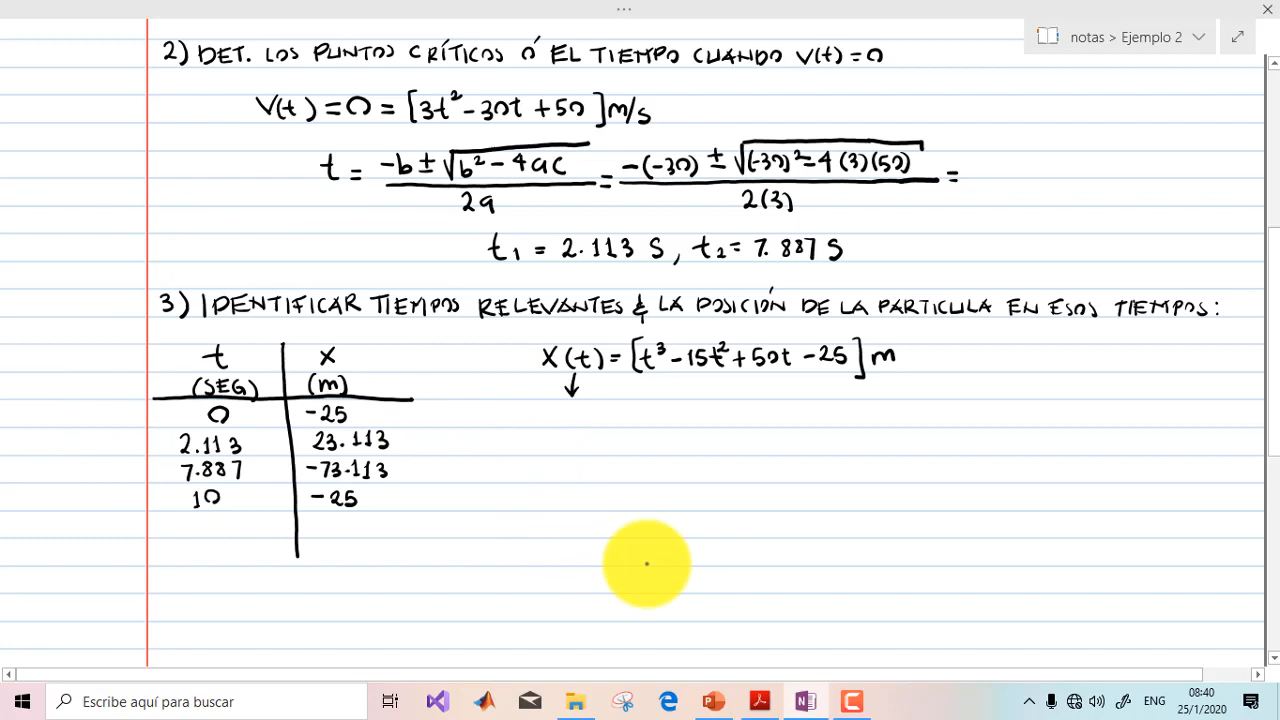 ...
notas > Ejemplo 2
2) DET. LOS PUNTOS CRÍTICOS Ó EL TIEMPO CUANDO V(t)=0
V(t)=0=[3t²-30t+50]m/s
t = (-b±√(b²-4ac))/(2a) = (-(-30)±√((-30)²-4(3)(50)))/(2(3)) =
t₁ = 2.113 S, t₂= 7.887 S
3) IDENTIFICAR TIEMPOS RELEVANTES & LA POSICIÓN DE LA PARTICULA EN ESOS TIEMPOS:
t x X(t)=[t³-15t²+50t-25]m
(SEG) (m) ↓
0 -25
2.113 23.113
7.887 -73.113
10 -25
Escribe aquí para buscar
ENG
08:40
25/1/2020